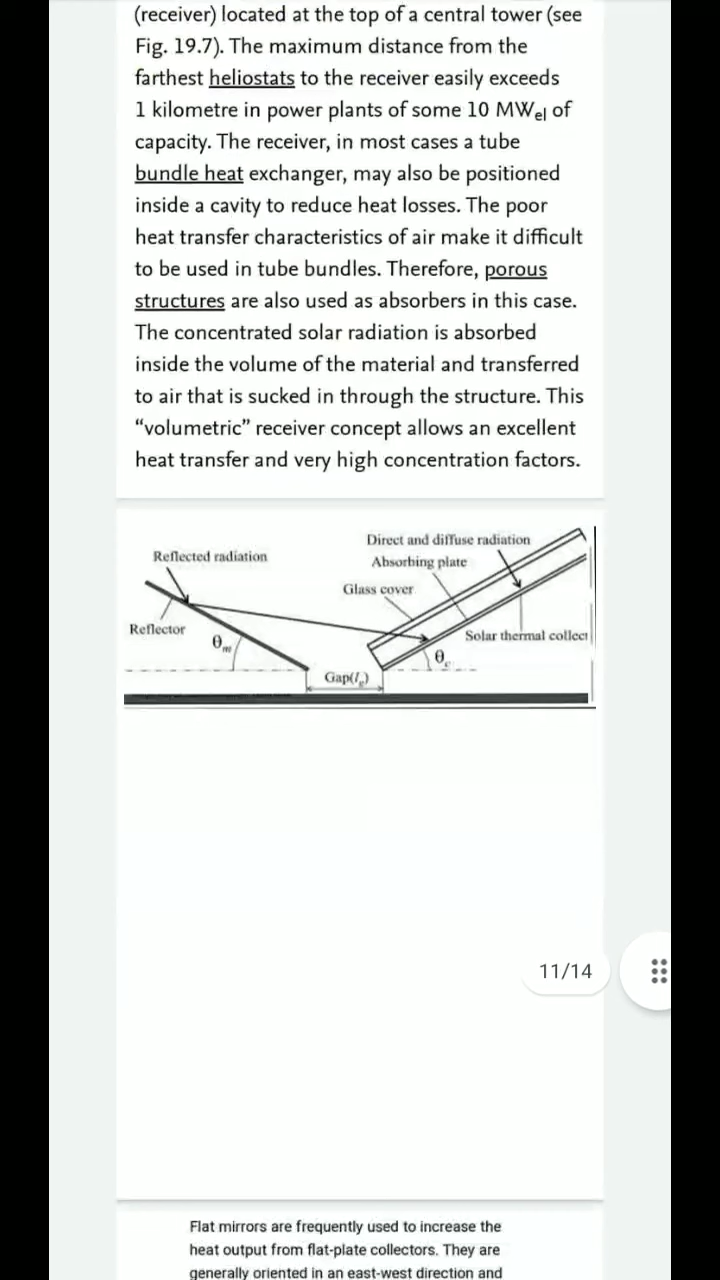 (receiver) located at the top of a central tower (see
Fig. 19.7). The maximum distance from the
farthest heliostats to the receiver easily exceeds
1 kilometre in power plants of some 10 MWel of
capacity. The receiver, in most cases a tube
bundle heat exchanger, may also be positioned
inside a cavity to reduce heat losses. The poor
heat transfer characteristics of air make it difficult
to be used in tube bundles. Therefore, porous
structures are also used as absorbers in this case.
The concentrated solar radiation is absorbed
inside the volume of the material and transferred
to air that is sucked in through the structure. This
“volumetric” receiver concept allows an excellent
heat transfer and very high concentration factors.
Direct and diffuse radiation
Reflected radiation
Absorbing plate
Glass cover
Reflector
θm
Solar thermal collect
θc
Gap(lg)
11/14
Flat mirrors are frequently used to increase the
heat output from flat-plate collectors. They are
generally oriented in an east-west direction and